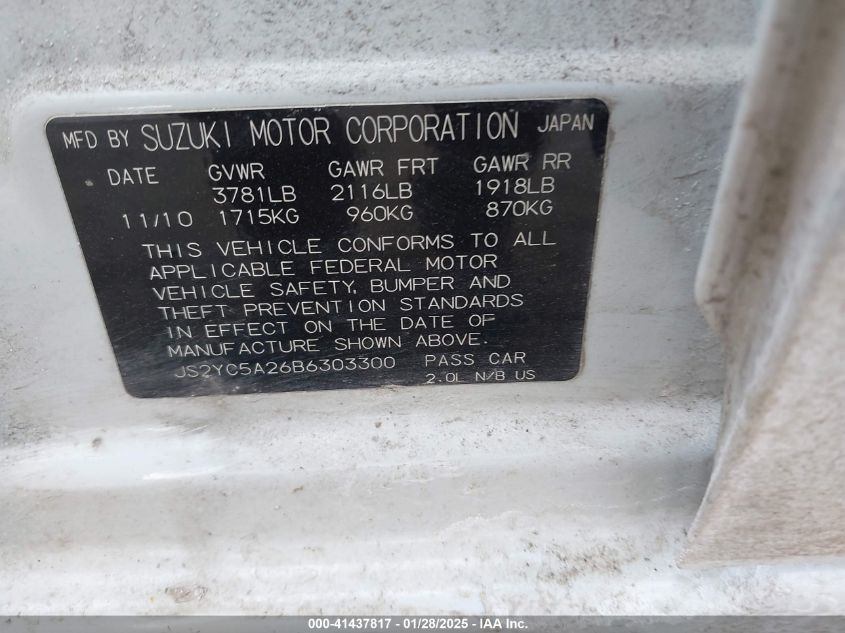 MFD BY SUZUKI MOTOR CORPORATION JAPAN
DATE GVWR GAWR FRT GAWR RR
3781LB 2116LB 1918LB
11/10 1715KG 960KG 870KG
THIS VEHICLE CONFORMS TO ALL
APPLICABLE FEDERAL MOTOR
VEHICLE SAFETY, BUMPER AND
THEFT PREVENTION STANDARDS
IN EFFECT ON THE DATE OF
MANUFACTURE SHOWN ABOVE.
JS2YC5A26B6303300 PASS CAR
2.0L N/B US
000-41437817 - 01/28/2025 - IAA Inc.